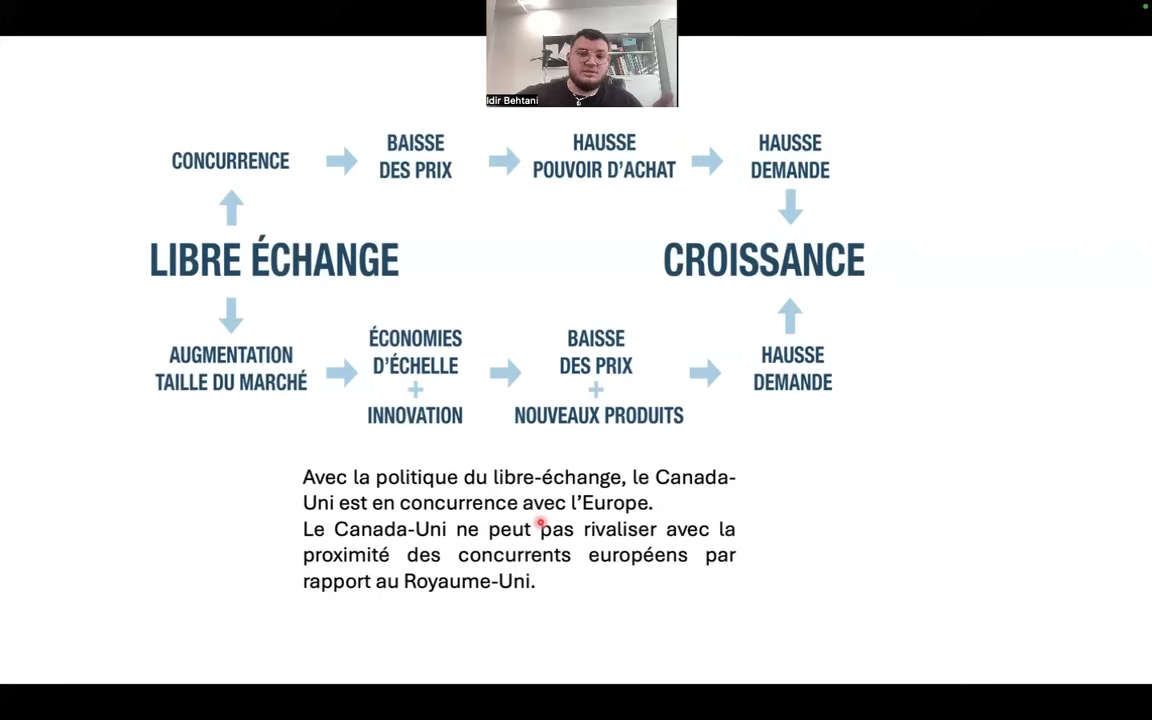 Idir Behtani
CONCURRENCE
BAISSE
DES PRIX
HAUSSE
POUVOIR D'ACHAT
HAUSSE
DEMANDE
LIBRE ÉCHANGE
CROISSANCE
AUGMENTATION
TAILLE DU MARCHÉ
ÉCONOMIES
D'ÉCHELLE
+
INNOVATION
BAISSE
DES PRIX
+
NOUVEAUX PRODUITS
HAUSSE
DEMANDE
Avec la politique du libre-échange, le Canada-
Uni est en concurrence avec l'Europe.
Le Canada-Uni ne peut pas rivaliser avec la
proximité des concurrents européens par
rapport au Royaume-Uni.